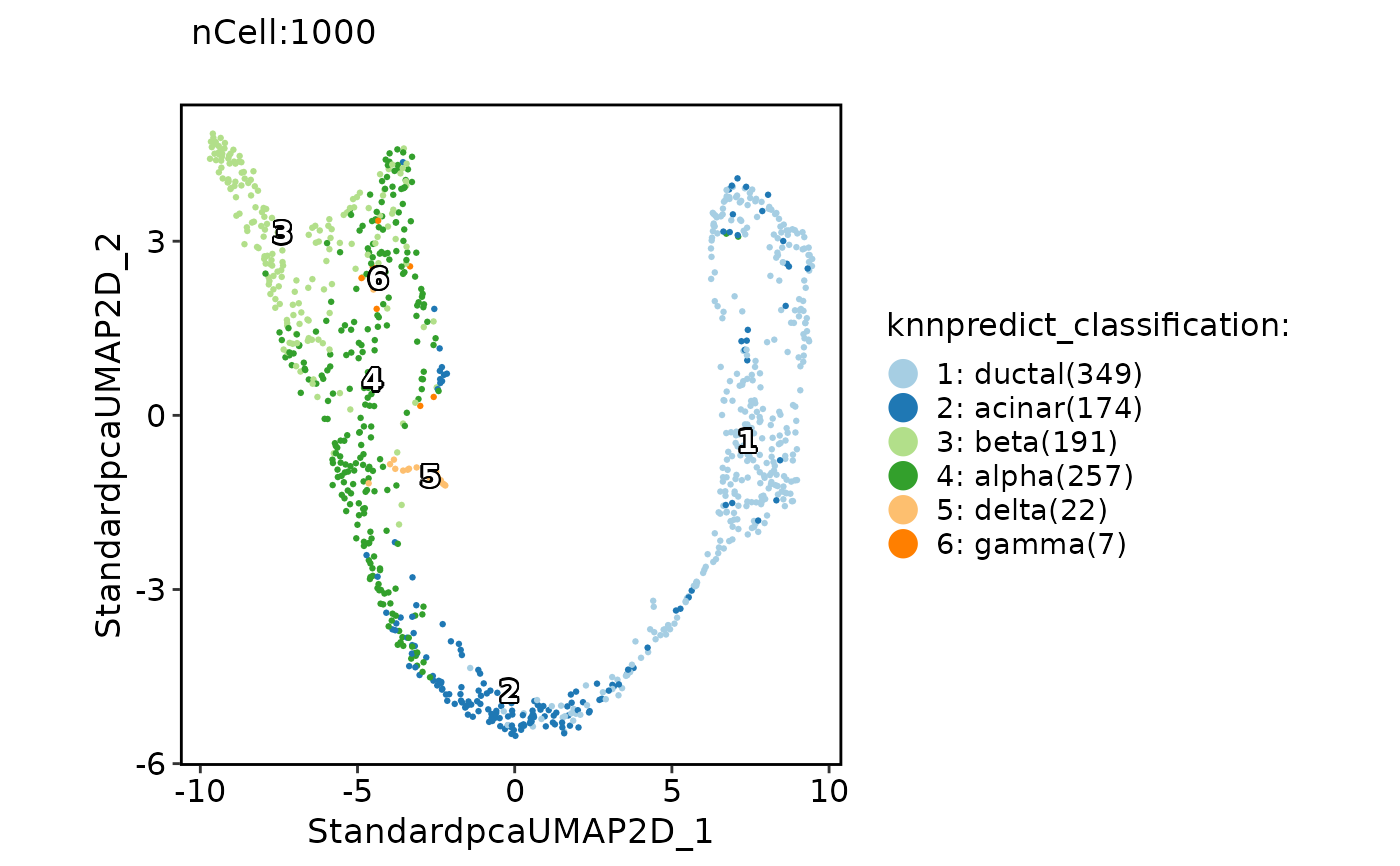 nCell:1000
StandardpcaUMAP2D_2
3
0
-3
-6
3
6
4
5
1
2
-10
-5
0
5
10
StandardpcaUMAP2D_1
knnpredict_classification:
1: ductal(349)
2: acinar(174)
3: beta(191)
4: alpha(257)
5: delta(22)
6: gamma(7)